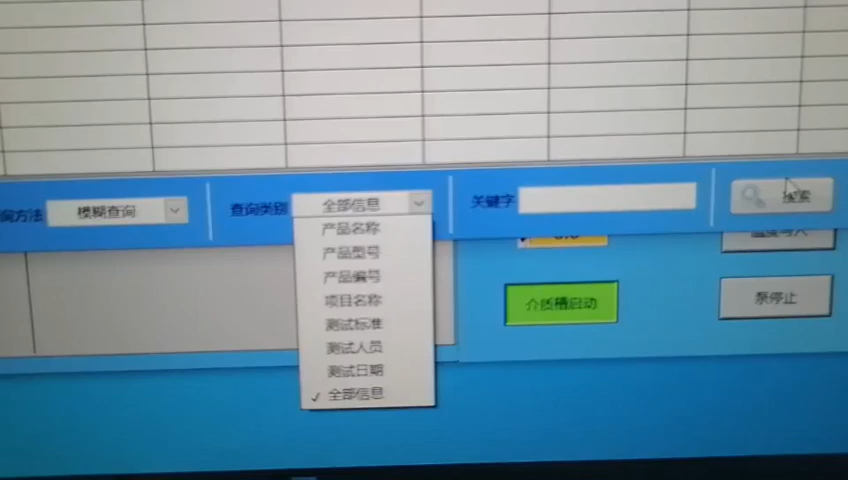 询方法 模糊查询 查询类别 全部信息 关键字 搜索
产品名称
产品型号
产品编号
项目名称
测试标准
测试人员
测试日期
✓ 全部信息
介质槽启动 泵停止